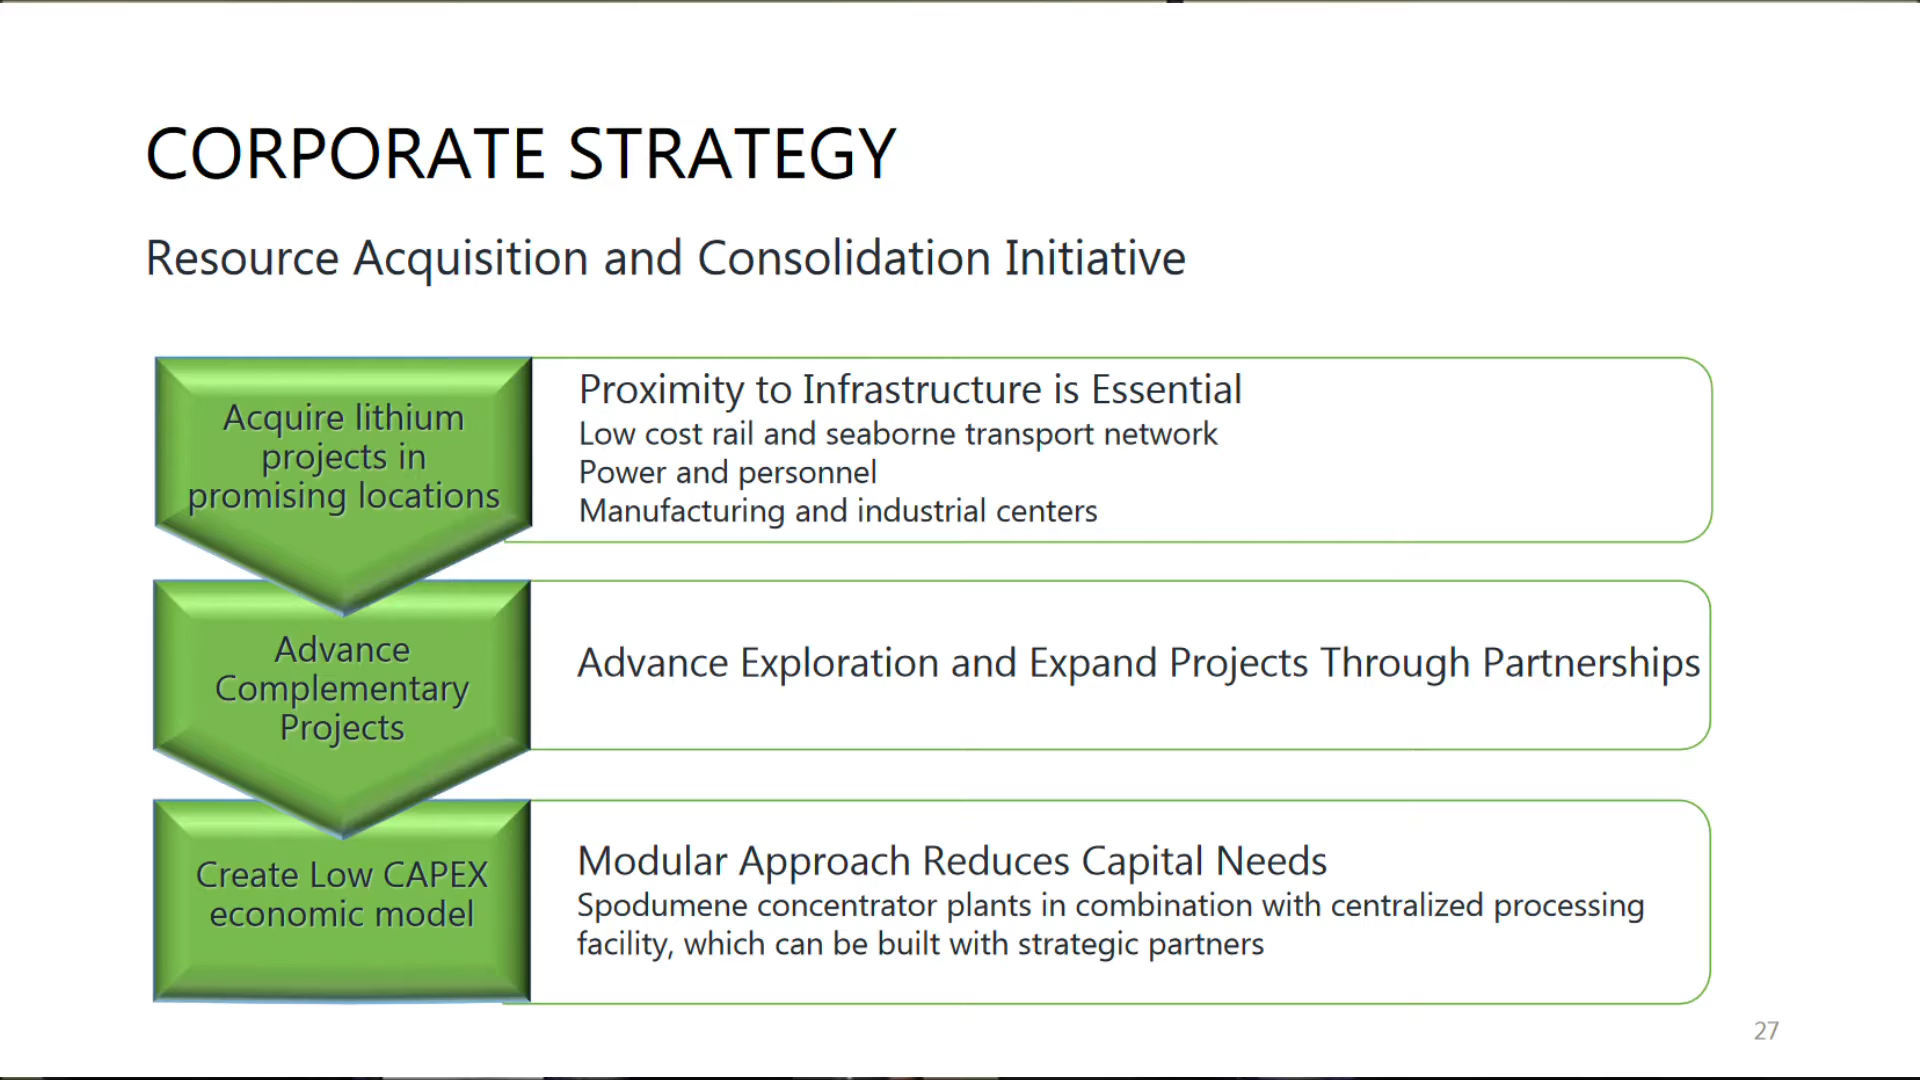 CORPORATE STRATEGY
Resource Acquisition and Consolidation Initiative
Acquire lithium
projects in
promising locations
Proximity to Infrastructure is Essential
Low cost rail and seaborne transport network
Power and personnel
Manufacturing and industrial centers
Advance
Complementary
Projects
Advance Exploration and Expand Projects Through Partnerships
Create Low CAPEX
economic model
Modular Approach Reduces Capital Needs
Spodumene concentrator plants in combination with centralized processing
facility, which can be built with strategic partners
27